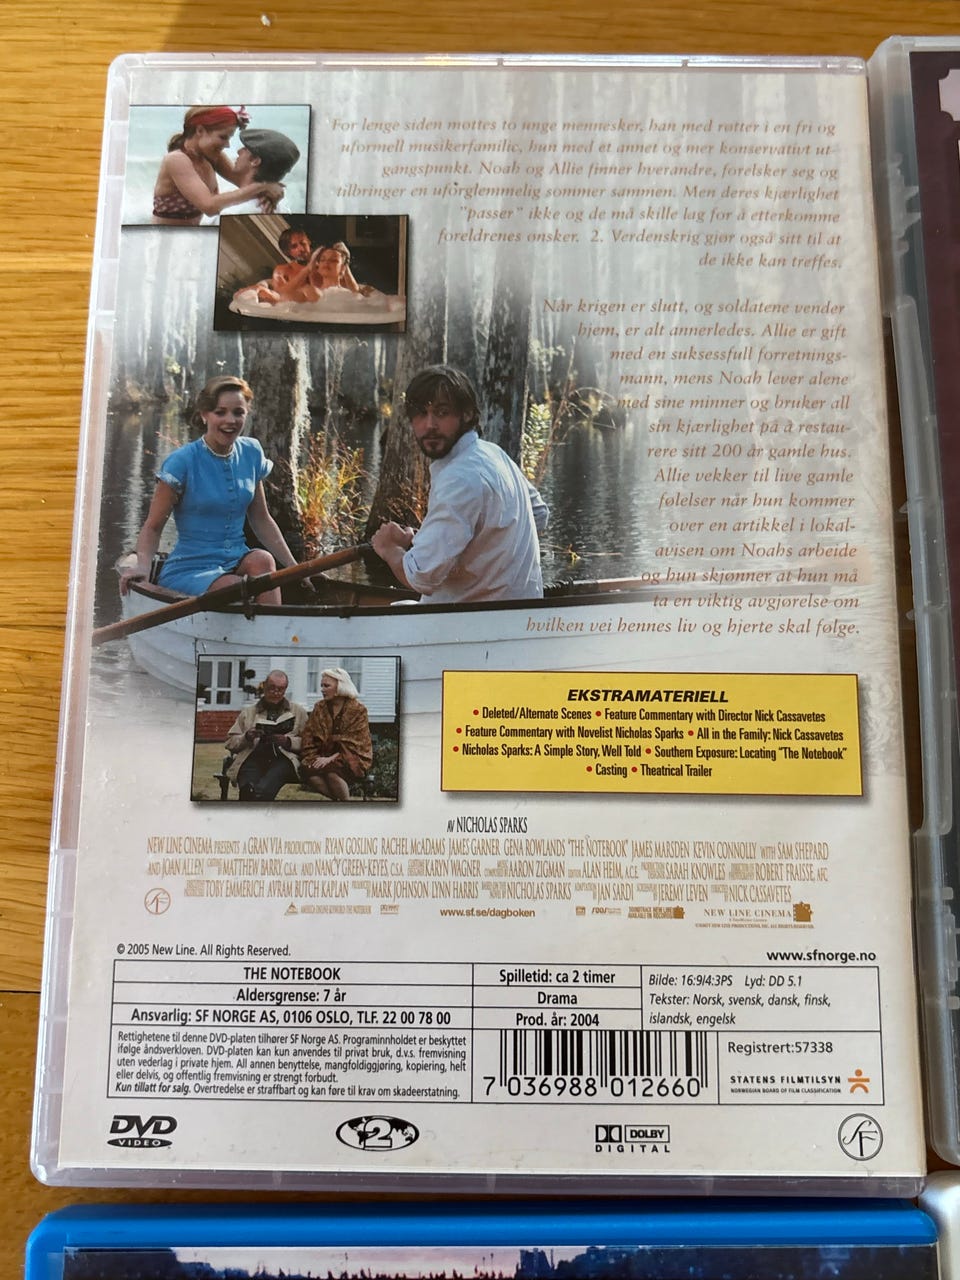 For lenge siden møttes to unge mennesker, han med røtter i en fri og
uformell musikerfamilie, hun med et annet og mer konservativt ut-
gangspunkt. Noah og Allie finner hverandre, forelsker seg og
tilbringer en uforglemmelig sommer sammen. Men deres kjærlighet
"passer" ikke og de må skille lag for å etterkomme
foreldrenes ønsker. 2. Verdenskrig gjør også sitt til at
de ikke kan treffes.
Når krigen er slutt, og soldatene vender
hjem, er alt annerledes. Allie er gift
med en suksessfull forretnings-
mann, mens Noah lever alene
med sine minner og bruker all
sin kjærlighet på å restau-
rere sitt 200 år gamle hus.
Allie vekker til live gamle
følelser når hun kommer
over en artikkel i lokal-
avisen om Noahs arbeide
og hun skjønner at hun må
ta en viktig avgjørelse om
hvilken vei hennes liv og hjerte skal følge.
EKSTRAMATERIELL
• Deleted/Alternate Scenes • Feature Commentary with Director Nick Cassavetes
• Feature Commentary with Novelist Nicholas Sparks • All in the Family: Nick Cassavetes
• Nicholas Sparks: A Simple Story, Well Told • Southern Exposure: Locating "The Notebook"
• Casting • Theatrical Trailer
AV NICHOLAS SPARKS
NEW LINE CINEMA PRESENTS A GRAN VIA PRODUCTION RYAN GOSLING RACHEL McADAMS JAMES GARNER GENA ROWLANDS "THE NOTEBOOK" JAMES MARSDEN KEVIN CONNOLLY WITH SAM SHEPARD
AND JOAN ALLEN MATTHEW BARRY, C.S.A. AND NANCY GREEN-KEYES, C.S.A. KARYN WAGNER AARON ZIGMAN ALAN HEIM, A.C.E. SARAH KNOWLES ROBERT FRAISSE, AFC
TOBY EMMERICH AVRAM BUTCH KAPLAN MARK JOHNSON LYNN HARRIS NICHOLAS SPARKS JAN SARDI JEREMY LEVEN NICK CASSAVETES
SF
www.sf.se/dagboken
NEW LINE CINEMA
© 2005 New Line. All Rights Reserved.
www.sfnorge.no
THE NOTEBOOK
Aldersgrense: 7 år
Ansvarlig: SF NORGE AS, 0106 OSLO, TLF. 22 00 78 00
Spilletid: ca 2 timer
Drama
Prod. år: 2004
Bilde: 16:9/4:3PS Lyd: DD 5.1
Tekster: Norsk, svensk, dansk, finsk,
islandsk, engelsk
Rettighetene til denne DVD-platen tilhører SF Norge AS. Programinnholdet er beskyttet
ifølge åndsverkloven. DVD-platen kan kun anvendes til privat bruk, d.v.s. fremvisning
uten vederlag i private hjem. All annen benyttelse, mangfoldiggjøring, kopiering, helt
eller delvis, og offentlig fremvisning er strengt forbudt.
Kun tillatt for salg. Overtredelse er straffbart og kan føre til krav om skadeerstatning.
7 036988 012660
Registrert:57338
STATENS FILMTILSYN
NORWEGIAN BOARD OF FILM CLASSIFICATION
DVD
VIDEO
2
DOLBY
DIGITAL
SF